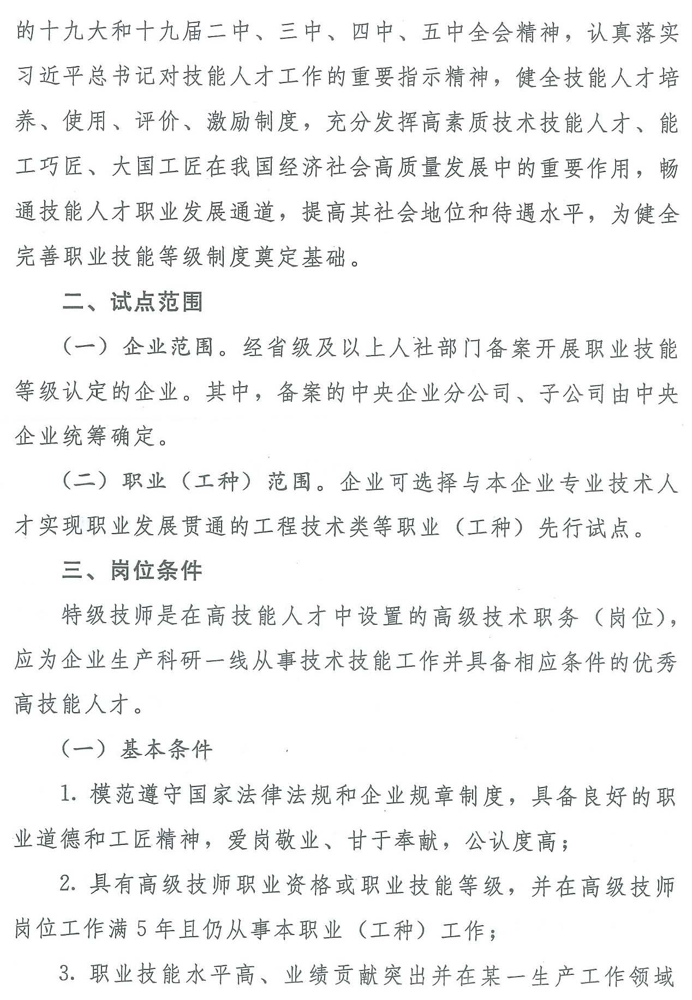 的十九大和十九届二中、三中、四中、五中全会精神，认真落实
习近平总书记对技能人才工作的重要指示精神，健全技能人才培
养、使用、评价、激励制度，充分发挥高素质技术技能人才、能
工巧匠、大国工匠在我国经济社会高质量发展中的重要作用，畅
通技能人才职业发展通道，提高其社会地位和待遇水平，为健全
完善职业技能等级制度奠定基础。
二、试点范围
（一）企业范围。经省级及以上人社部门备案开展职业技能
等级认定的企业。其中，备案的中央企业分公司、子公司由中央
企业统筹确定。
（二）职业（工种）范围。企业可选择与本企业专业技术人
才实现职业发展贯通的工程技术类等职业（工种）先行试点。
三、岗位条件
特级技师是在高技能人才中设置的高级技术职务（岗位），
应为企业生产科研一线从事技术技能工作并具备相应条件的优秀
高技能人才。
（一）基本条件
1. 模范遵守国家法律法规和企业规章制度，具备良好的职
业道德和工匠精神，爱岗敬业、甘于奉献，公认度高；
2. 具有高级技师职业资格或职业技能等级，并在高级技师
岗位工作满 5 年且仍从事本职业（工种）工作；
3. 职业技能水平高、业绩贡献突出并在某一生产工作领域